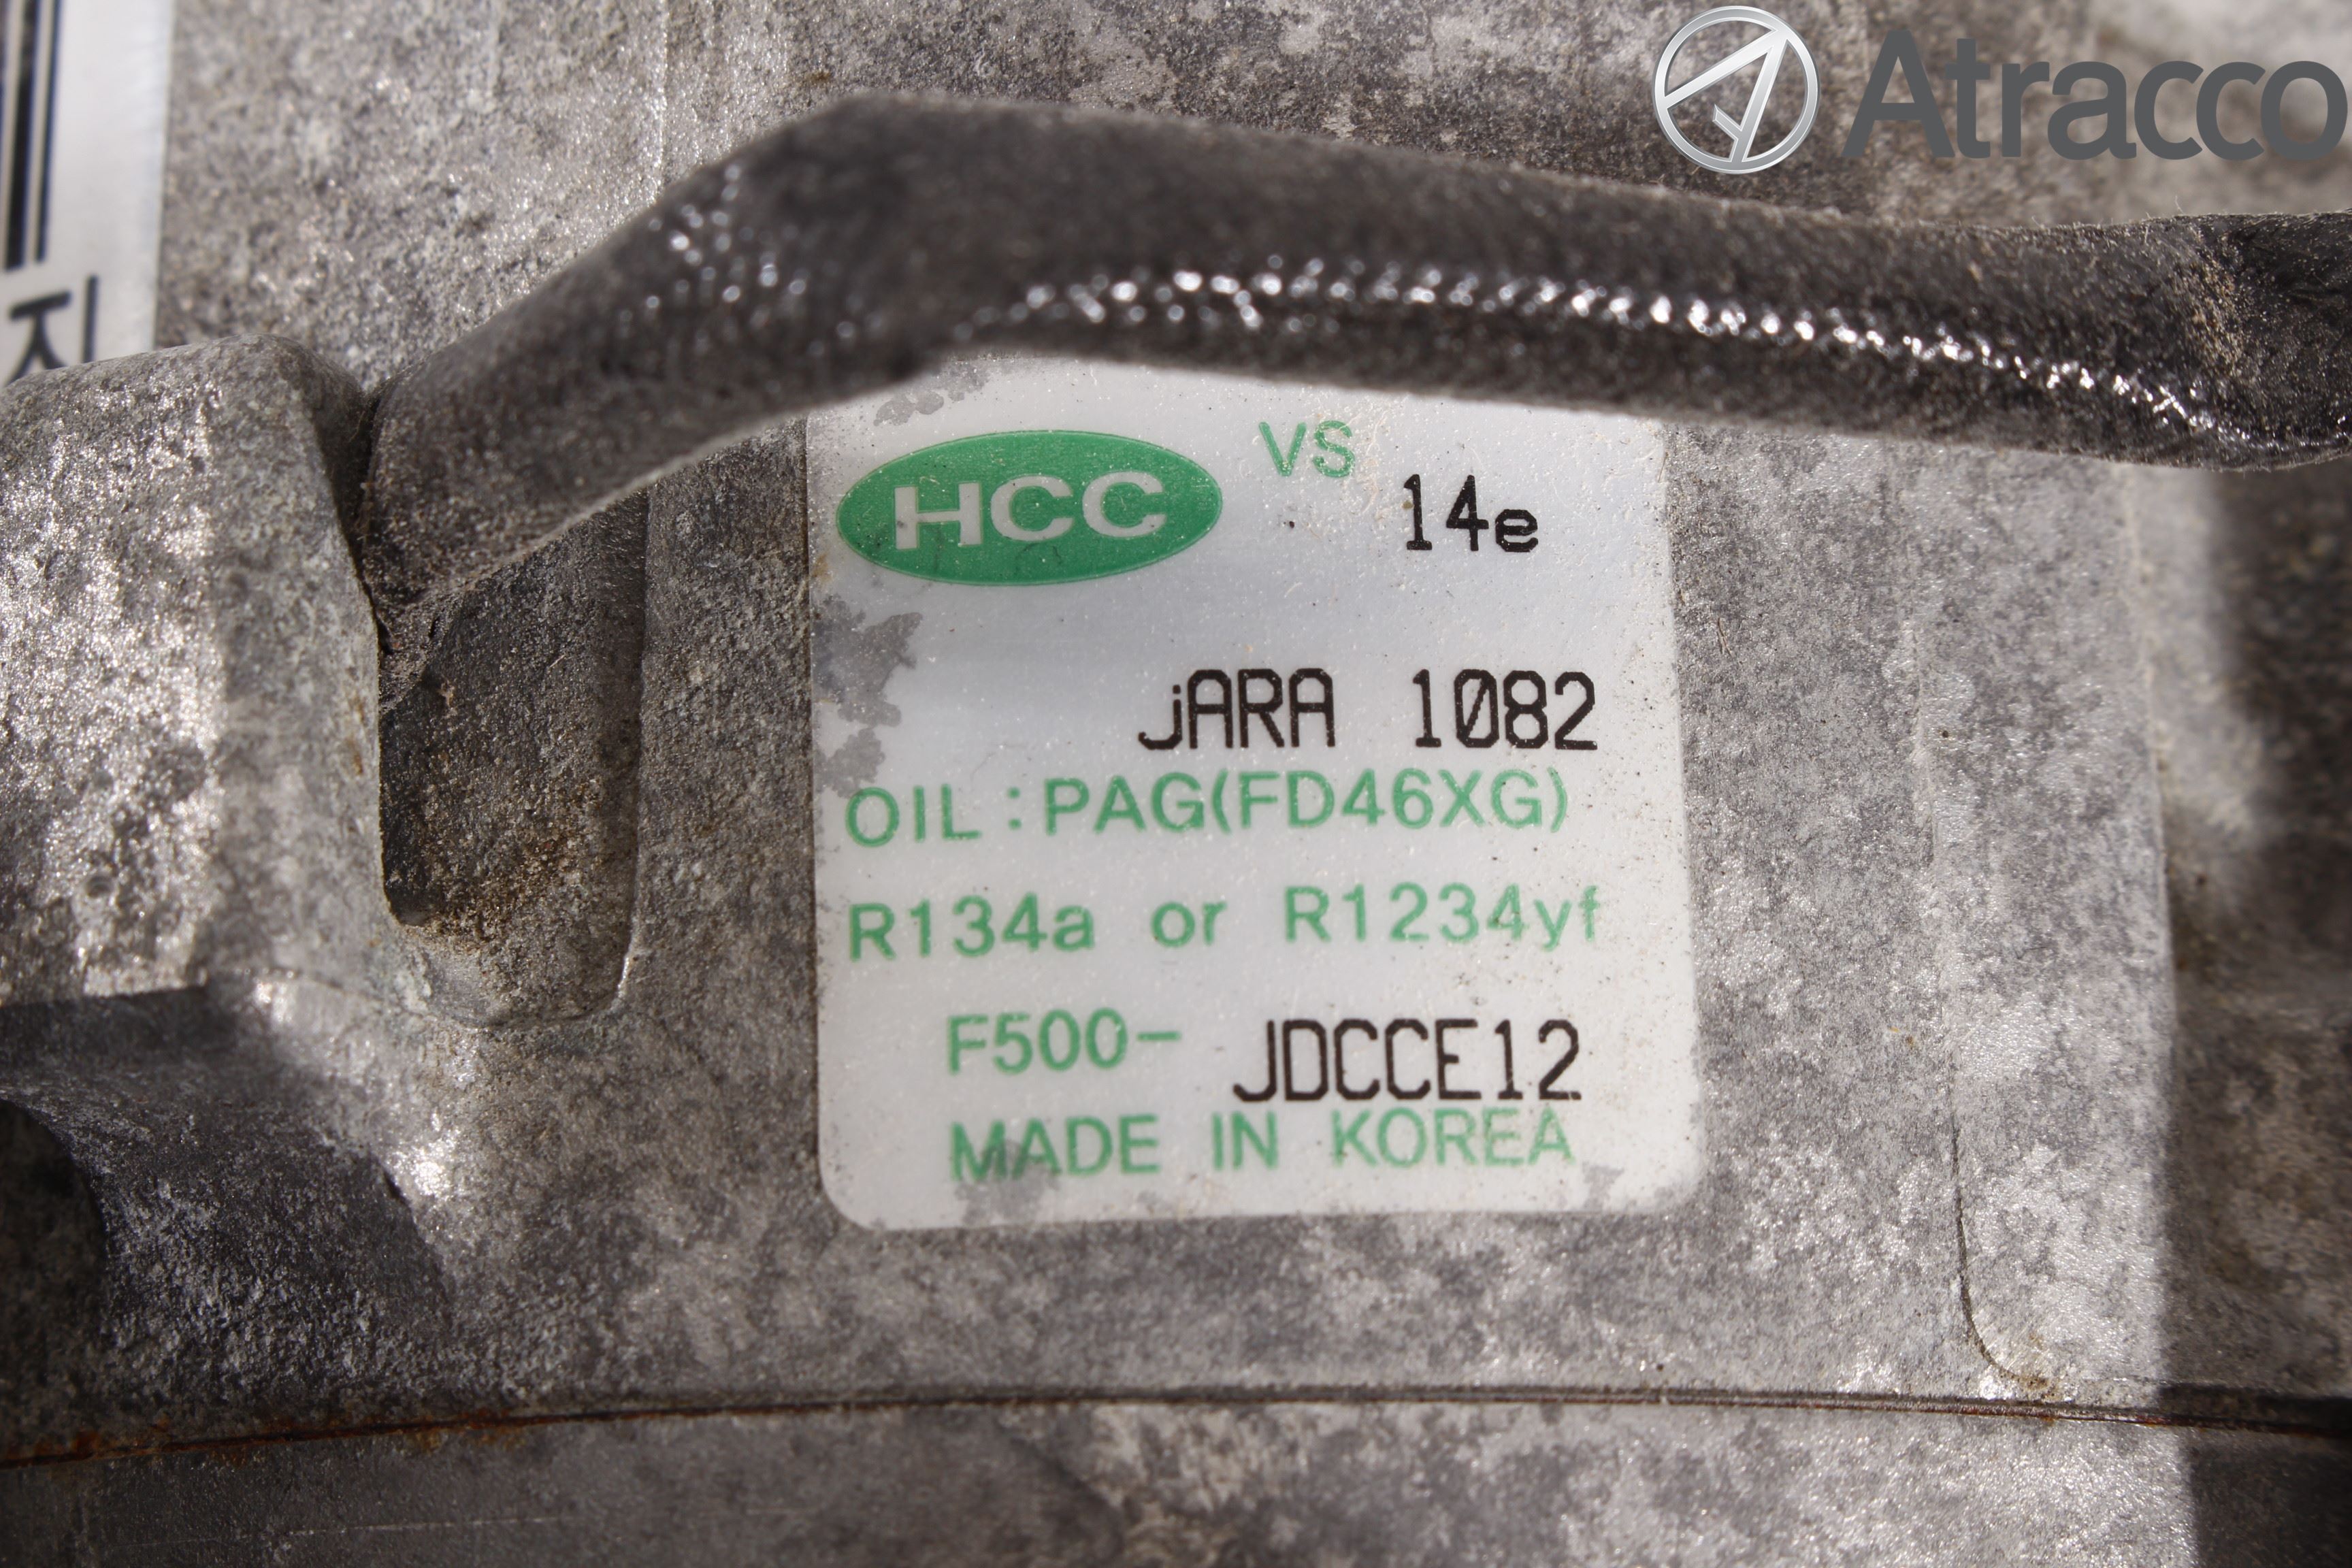 Atracco
HCC VS 14e
jARA 1082
OIL : PAG(FD46XG)
R134a or R1234yf
F500- JDCCE12
MADE IN KOREA